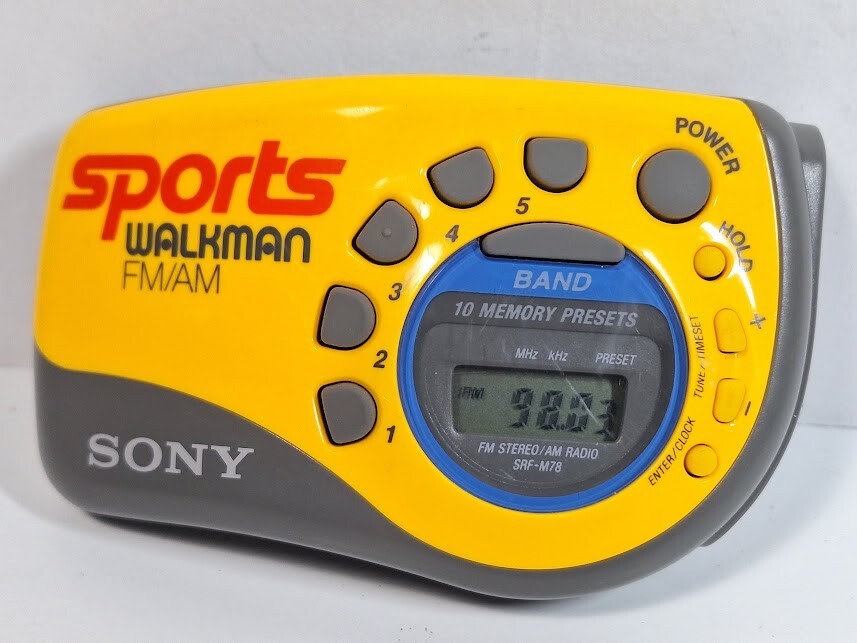 sports
WALKMAN
FM/AM
SONY
1
2
3
4
5
POWER
HOLD
BAND
10 MEMORY PRESETS
MHz kHz PRESET
FM STEREO/AM RADIO
SRF-M78
+
TUNE/TIMESET
-
ENTER/CLOCK